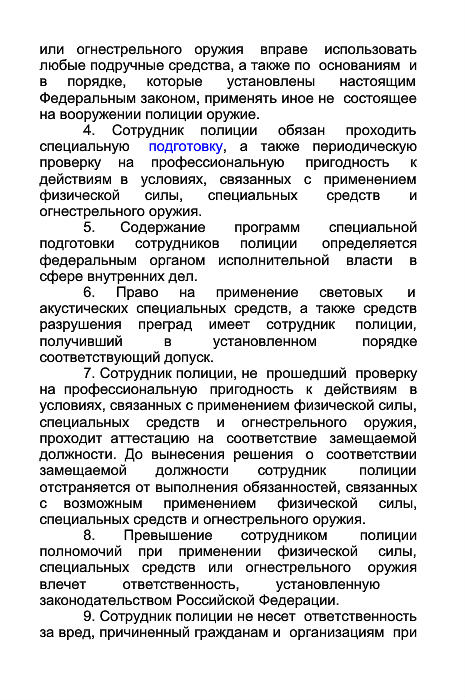 или огнестрельного оружия вправе использовать
любые подручные средства, а также по основаниям и
в порядке, которые установлены настоящим
Федеральным законом, применять иное не состоящее
на вооружении полиции оружие.
4. Сотрудник полиции обязан проходить
специальную подготовку, а также периодическую
проверку на профессиональную пригодность к
действиям в условиях, связанных с применением
физической силы, специальных средств и
огнестрельного оружия.
5. Содержание программ специальной
подготовки сотрудников полиции определяется
федеральным органом исполнительной власти в
сфере внутренних дел.
6. Право на применение световых и
акустических специальных средств, а также средств
разрушения преград имеет сотрудник полиции,
получивший в установленном порядке
соответствующий допуск.
7. Сотрудник полиции, не прошедший проверку
на профессиональную пригодность к действиям в
условиях, связанных с применением физической силы,
специальных средств и огнестрельного оружия,
проходит аттестацию на соответствие замещаемой
должности. До вынесения решения о соответствии
замещаемой должности сотрудник полиции
отстраняется от выполнения обязанностей, связанных
с возможным применением физической силы,
специальных средств и огнестрельного оружия.
8. Превышение сотрудником полиции
полномочий при применении физической силы,
специальных средств или огнестрельного оружия
влечет ответственность, установленную
законодательством Российской Федерации.
9. Сотрудник полиции не несет ответственность
за вред, причиненный гражданам и организациям при